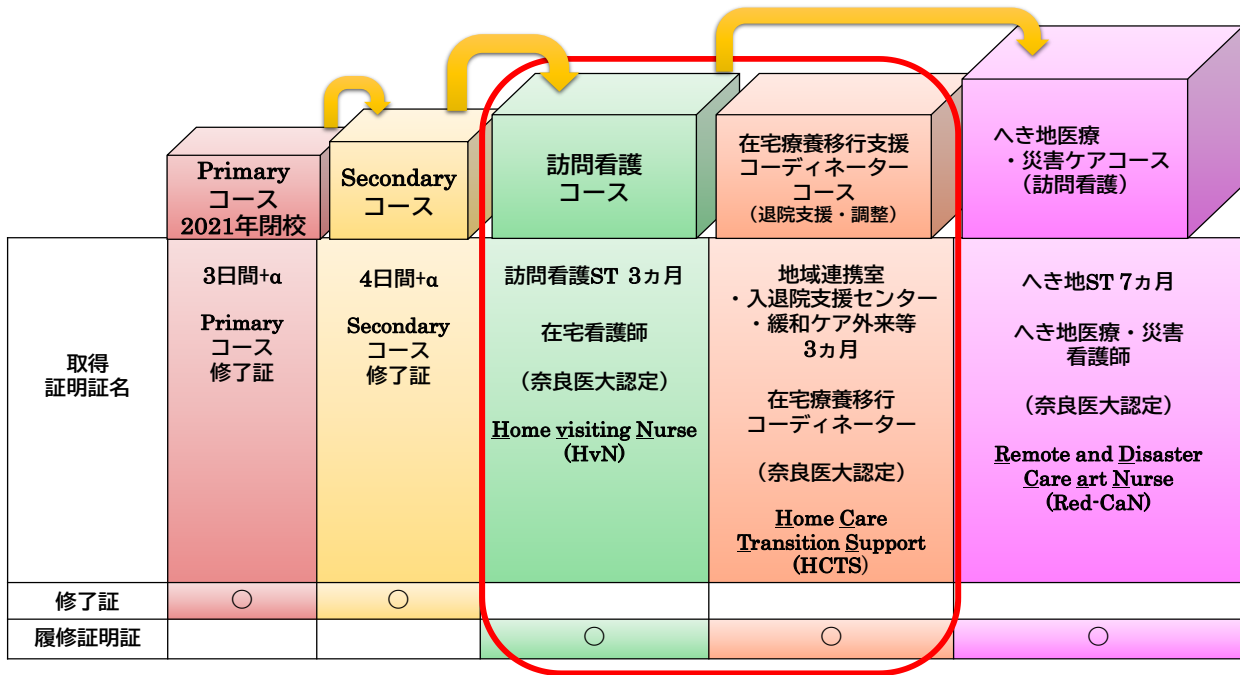 Primary
コース
2021年閉校
Secondary
コース
訪問看護
コース
在宅療養移行支援
コーディネーター
コース
（退院支援・調整）
へき地医療
・災害ケアコース
（訪問看護）
取得
証明証名
3日間+α
Primary
コース
修了証
4日間+α
Secondary
コース
修了証
訪問看護ST 3ヵ月
在宅看護師
（奈良医大認定）
Home visiting Nurse
(HvN)
地域連携室
・入退院支援センター
・緩和ケア外来等
3ヵ月
在宅療養移行
コーディネーター
（奈良医大認定）
Home Care
Transition Support
(HCTS)
へき地ST 7ヵ月
へき地医療・災害
看護師
（奈良医大認定）
Remote and Disaster
Care art Nurse
(Red-CaN)
修了証 ○ ○
履修証明証 ○ ○ ○